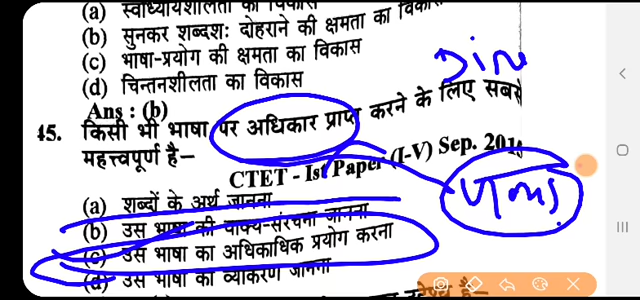 (a) स्वाध्यायशीलता का विकास
(b) सुनकर शब्दशः दोहराने की क्षमता का विकास
(c) भाषा-प्रयोग की क्षमता का विकास
(d) चिन्तनशीलता का विकास
Ans : (b)
45. किसी भी भाषा पर अधिकार प्राप्त करने के लिए सबसे
महत्त्वपूर्ण है–
CTET - Ist Paper (I-V) Sep.
(a) शब्दों के अर्थ जानना
(b) उस भाषा की वाक्य-संरचना जानना
(c) उस भाषा का अधिकाधिक प्रयोग करना
(d) उस भाषा का व्याकरण जानना